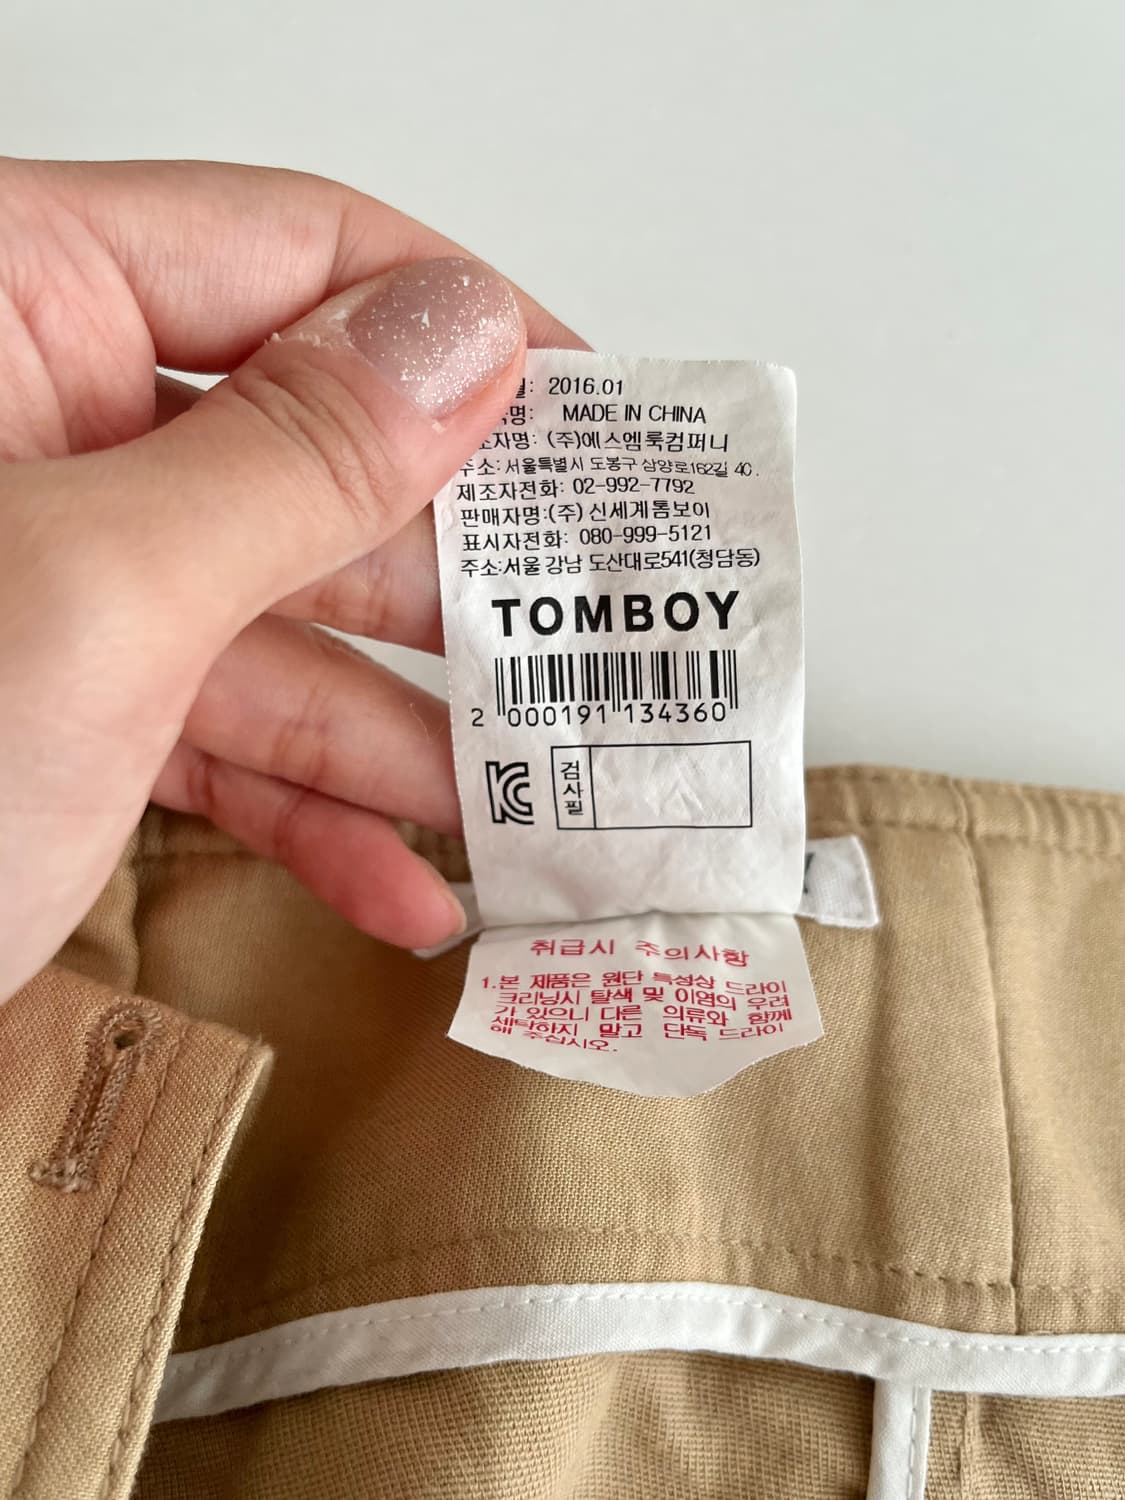 2016.01
MADE IN CHINA
(주)에스엠룩컴퍼니
주소: 서울특별시 도봉구 삼양로162길 40.
제조자전화: 02-992-7792
판매자명:(주) 신세계톰보이
표시자전화: 080-999-5121
주소:서울 강남 도산대로541(청담동)
TOMBOY
2 000191 134360
검사필
취급시 주의사항
1.본 제품은 원단 특성상 드라이
크리닝시 탈색 및 이염의 우려
가 있으니 다른 의류와 함께
세탁하지 말고 단독 드라이
해 주십시오.